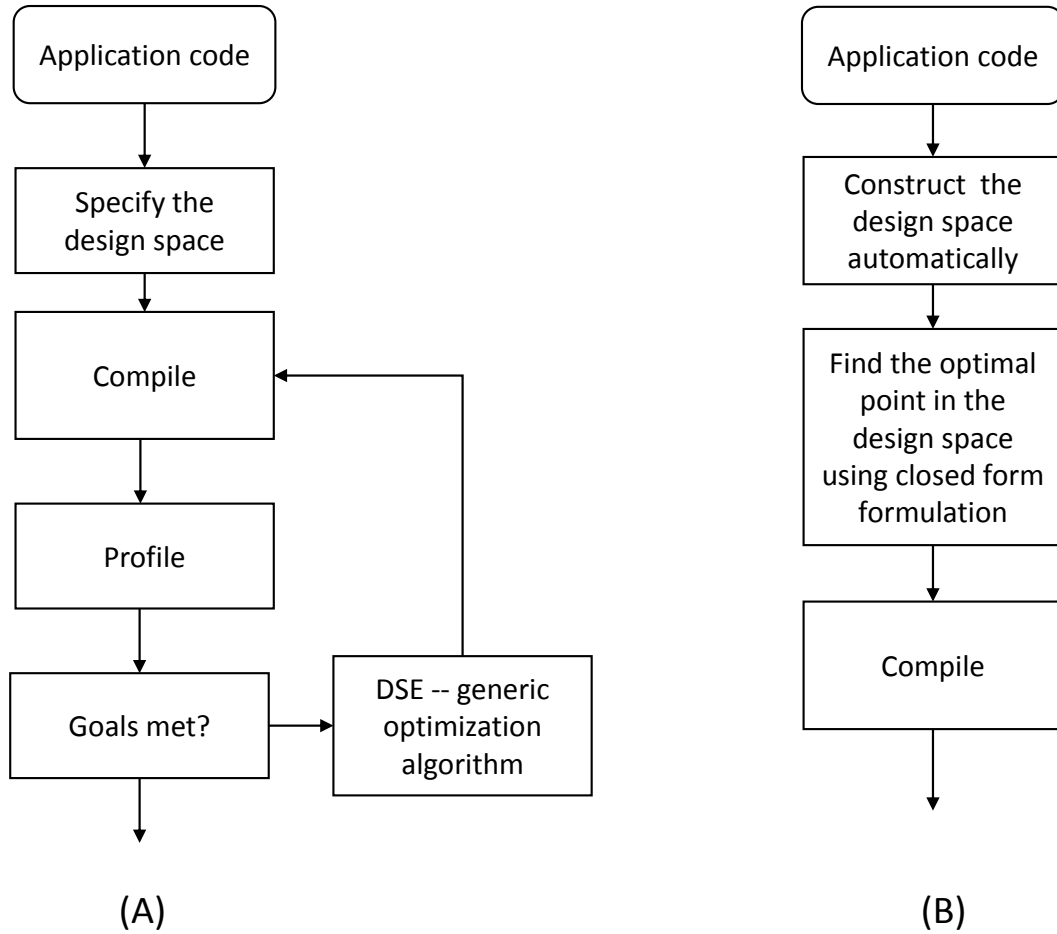 Application code
Specify the
design space
Compile
Profile
Goals met?
DSE -- generic
optimization
algorithm
(A)
Application code
Construct  the
design space
automatically
Find the optimal
point in the
design space
using closed form
formulation
Compile
(B)